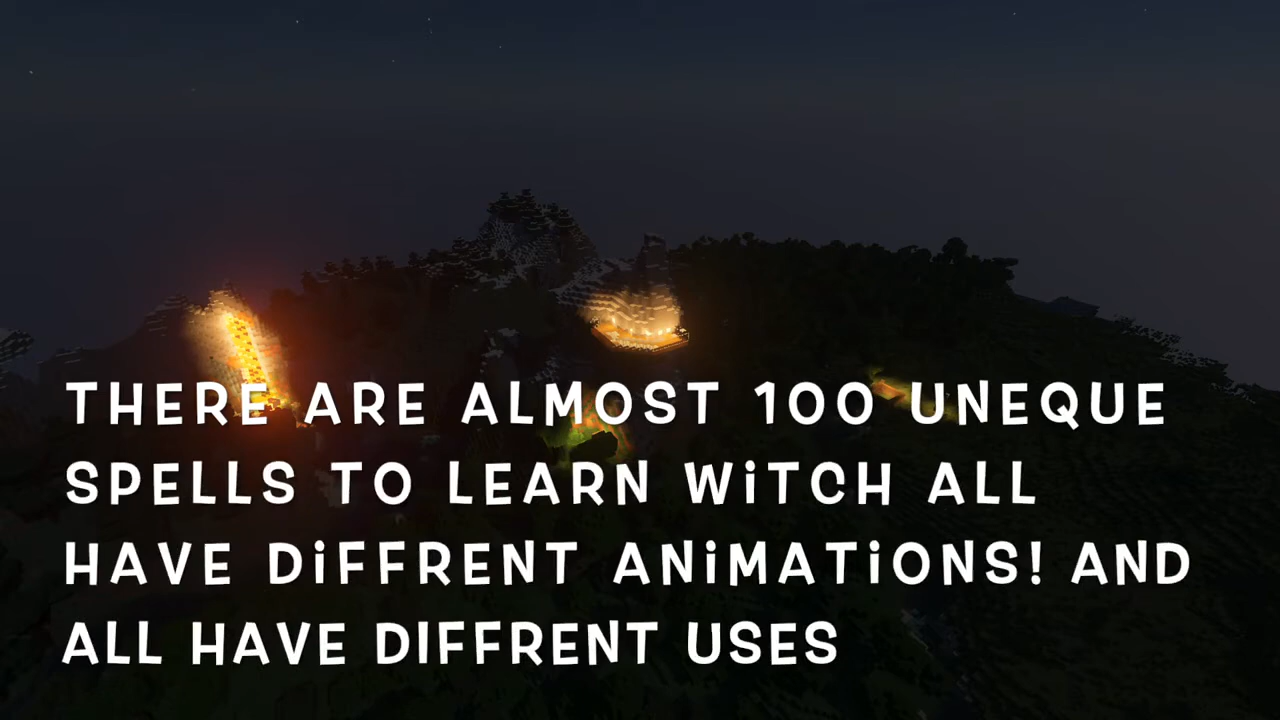 THERE ARE ALMOST 100 UNEQUE
SPELLS TO LEARN WiTCH ALL
HAVE DiFFRENT ANiMATiONS! AND
ALL HAVE DIFFRENT USES